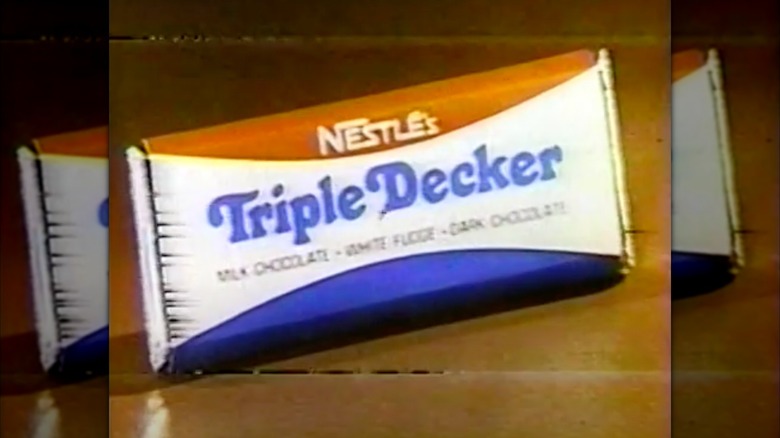 NESTLÉ'S
Triple Decker
MILK CHOCOLATE - WHITE FUDGE - DARK CHOCOLATE